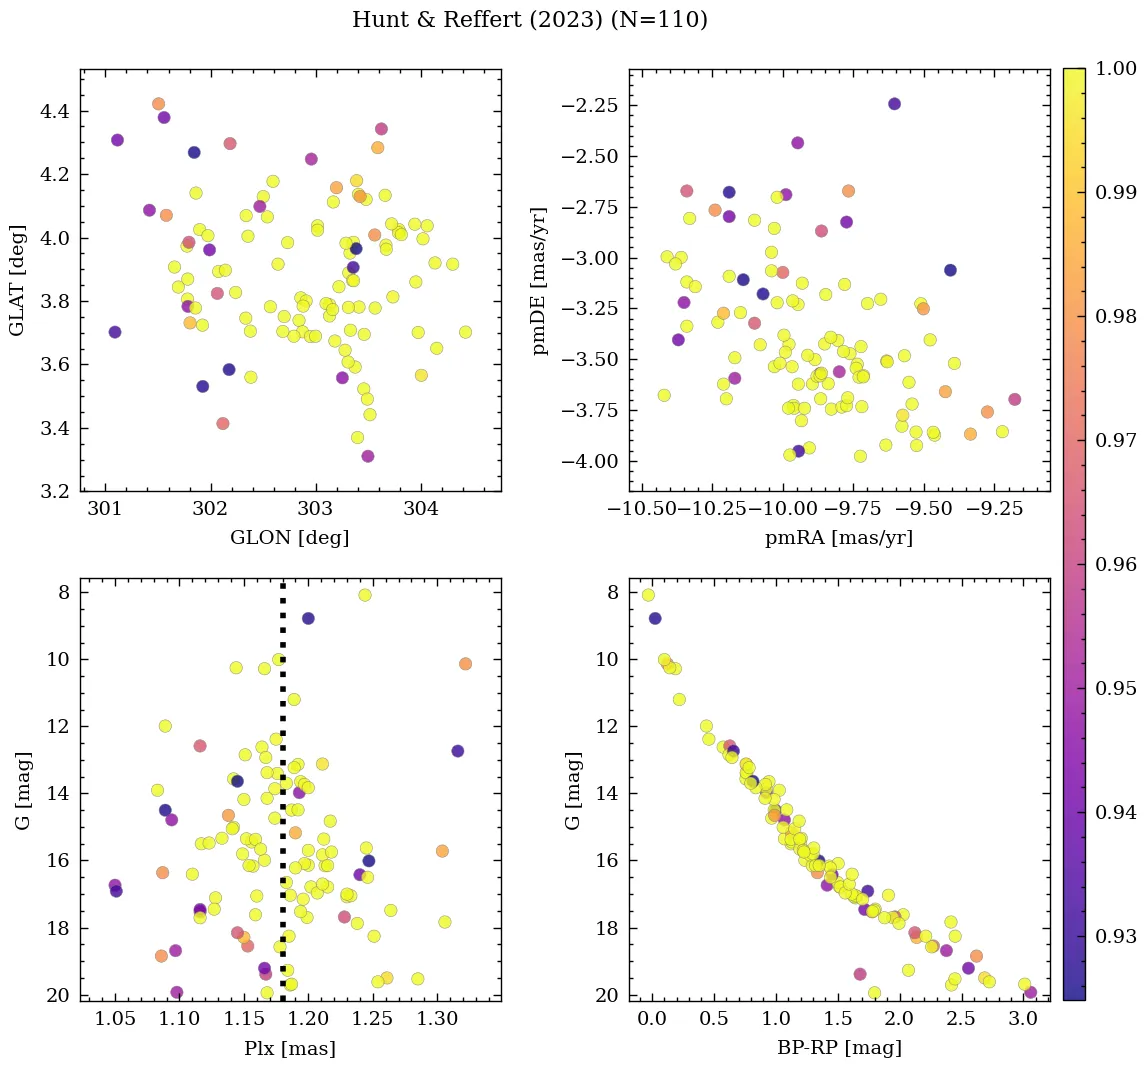 Hunt & Reffert (2023) (N=110)
4.4
4.2
4.0
3.8
3.6
3.4
3.2
GLAT [deg]
301 302 303 304
GLON [deg]
−2.25
−2.50
−2.75
−3.00
−3.25
−3.50
−3.75
−4.00
pmDE [mas/yr]
−10.50 −10.25 −10.00 −9.75 −9.50 −9.25
pmRA [mas/yr]
8
10
12
14
16
18
20
G [mag]
1.05 1.10 1.15 1.20 1.25 1.30
Plx [mas]
8
10
12
14
16
18
20
G [mag]
0.0 0.5 1.0 1.5 2.0 2.5 3.0
BP-RP [mag]
1.00
0.99
0.98
0.97
0.96
0.95
0.94
0.93